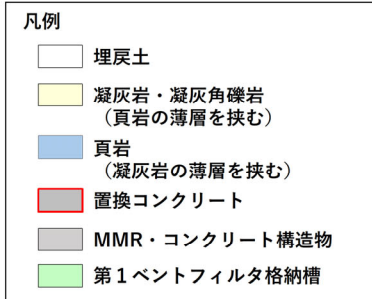 凡例
埋戻土
凝灰岩・凝灰角礫岩
（頁岩の薄層を挟む）
頁岩
（凝灰岩の薄層を挟む）
置換コンクリート
MMR・コンクリート構造物
第１ベントフィルタ格納槽